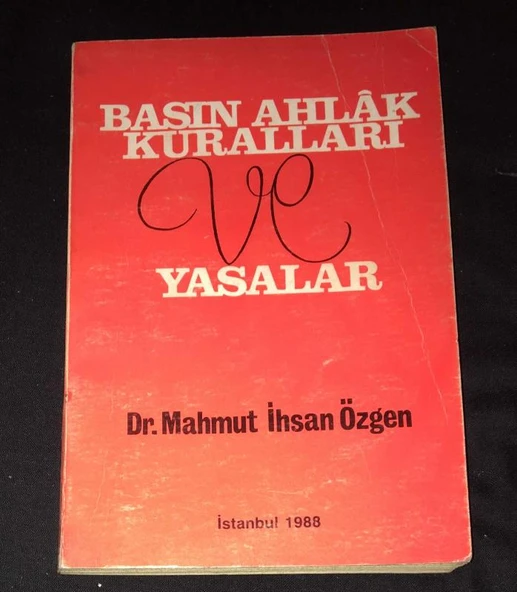 BASIN AHLÂK
KURALLARI
ve
YASALAR
Dr. Mahmut İhsan Özgen
İstanbul 1988